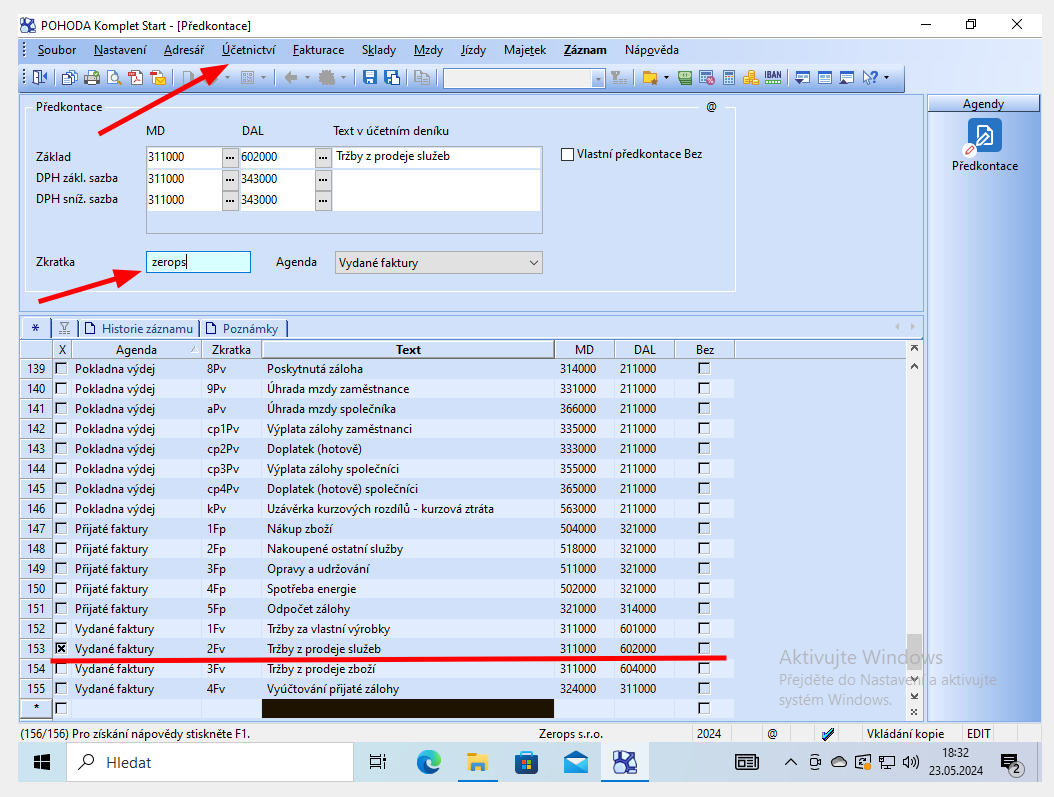 POHODA Komplet Start - [Předkontace]
Soubor Nastavení Adresář Účetnictví Fakturace Sklady Mzdy Jízdy Majetek Záznam Nápověda
IBAN
Předkontace @
MD DAL Text v účetním deníku
Základ 311000 ... 602000 ... Tržby z prodeje služeb
Vlastní předkontace Bez
DPH zákl. sazba 311000 ... 343000 ...
DPH sníž. sazba 311000 ... 343000 ...
Zkratka zerops Agenda Vydané faktury
Agendy
Předkontace
* Historie záznamu Poznámky
X Agenda Zkratka Text MD DAL Bez
139 Pokladna výdej 8Pv Poskytnutá záloha 314000 211000
140 Pokladna výdej 9Pv Úhrada mzdy zaměstnance 331000 211000
141 Pokladna výdej aPv Úhrada mzdy společníka 366000 211000
142 Pokladna výdej cp1Pv Výplata zálohy zaměstnanci 335000 211000
143 Pokladna výdej cp2Pv Doplatek (hotově) 333000 211000
144 Pokladna výdej cp3Pv Výplata zálohy společníci 355000 211000
145 Pokladna výdej cp4Pv Doplatek (hotově) společníci 365000 211000
146 Pokladna výdej kPv Uzávěrka kurzových rozdílů - kurzová ztráta 563000 211000
147 Přijaté faktury 1Fp Nákup zboží 504000 321000
148 Přijaté faktury 2Fp Nakoupené ostatní služby 518000 321000
149 Přijaté faktury 3Fp Opravy a udržování 511000 321000
150 Přijaté faktury 4Fp Spotřeba energie 502000 321000
151 Přijaté faktury 5Fp Odpočet zálohy 321000 314000
152 Vydané faktury 1Fv Tržby za vlastní výrobky 311000 601000
153 Vydané faktury 2Fv Tržby z prodeje služeb 311000 602000
154 Vydané faktury 3Fv Tržby z prodeje zboží 311000 604000
155 Vydané faktury 4Fv Vyúčtování přijaté zálohy 324000 311000
*
Aktivujte Windows
Přejděte do Nastavení a aktivujte
systém Windows.
(156/156) Pro získání nápovědy stiskněte F1. Zerops s.r.o. 2024 @ Vkládání kopie EDIT
Hledat
18:32
23.05.2024
2